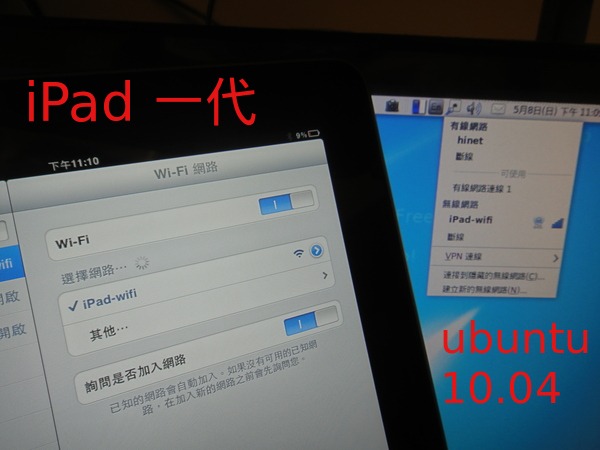 iPad 一代
下午11:10
9%
Wi-Fi 網路
Wi-Fi
選擇網路…
✓ iPad-wifi
其他…
詢問是否加入網路
已知的網路會自動加入。如果沒有可用的已知網
路，在加入新的網路之前會先詢問您。
wifi
開啟
開啟
5月8日(日) 下午 11:09
有線網路
hinet
斷線
可使用
有線網路連線 1
無線網路
iPad-wifi
斷線
VPN 連線
連接到隱藏的無線網路(C)...
建立新的無線網路(N)...
Free
ubuntu
10.04